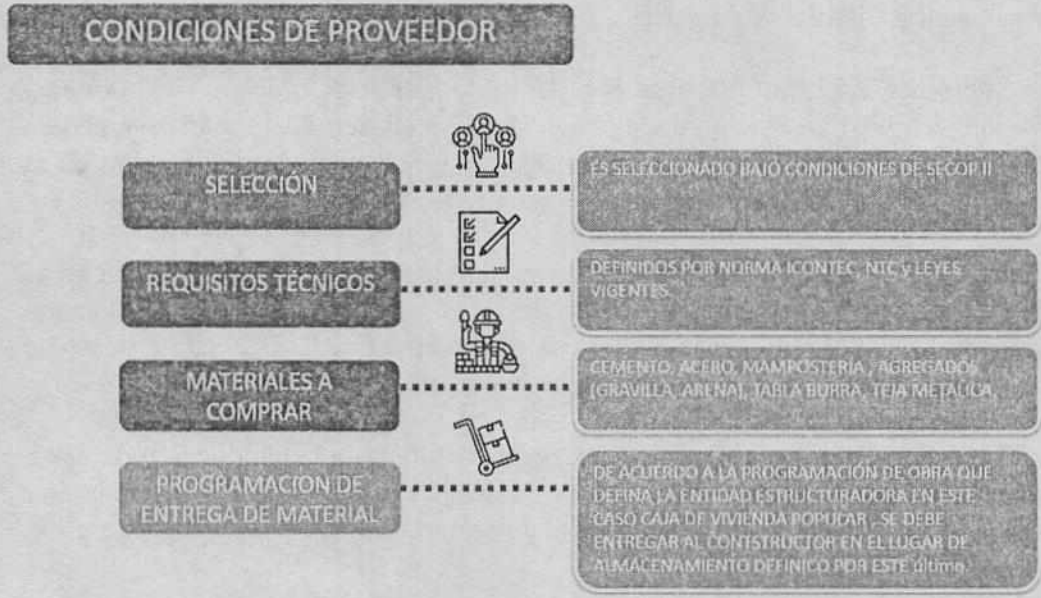 CONDICIONES DE PROVEEDOR
SELECCIÓN
ES SELECCIONADO BAJO CONDICIONES DE SECOP II
REQUISITOS TÉCNICOS
DEFINIDOS POR NORMA ICONTEC, NTC y LEYES
VIGENTES.
MATERIALES A
COMPRAR
CEMENTO, ACERO, MAMPOSTERIA, AGREGADOS
(GRAVILLA, ARENA), TABLA BURRA, TEJA METALICA.
PROGRAMACION DE
ENTREGA DE MATERIAL
DE ACUERDO A LA PROGRAMACIÓN DE OBRA QUE
DEFINA LA ENTIDAD ESTRUCTURADORA EN ESTE
CASO CAJA DE VIVIENDA POPULAR, SE DEBE
ENTREGAR AL CONTSTRUCTOR EN EL LUGAR DE
ALMACENAMIENTO DEFINICO POR ESTE último.